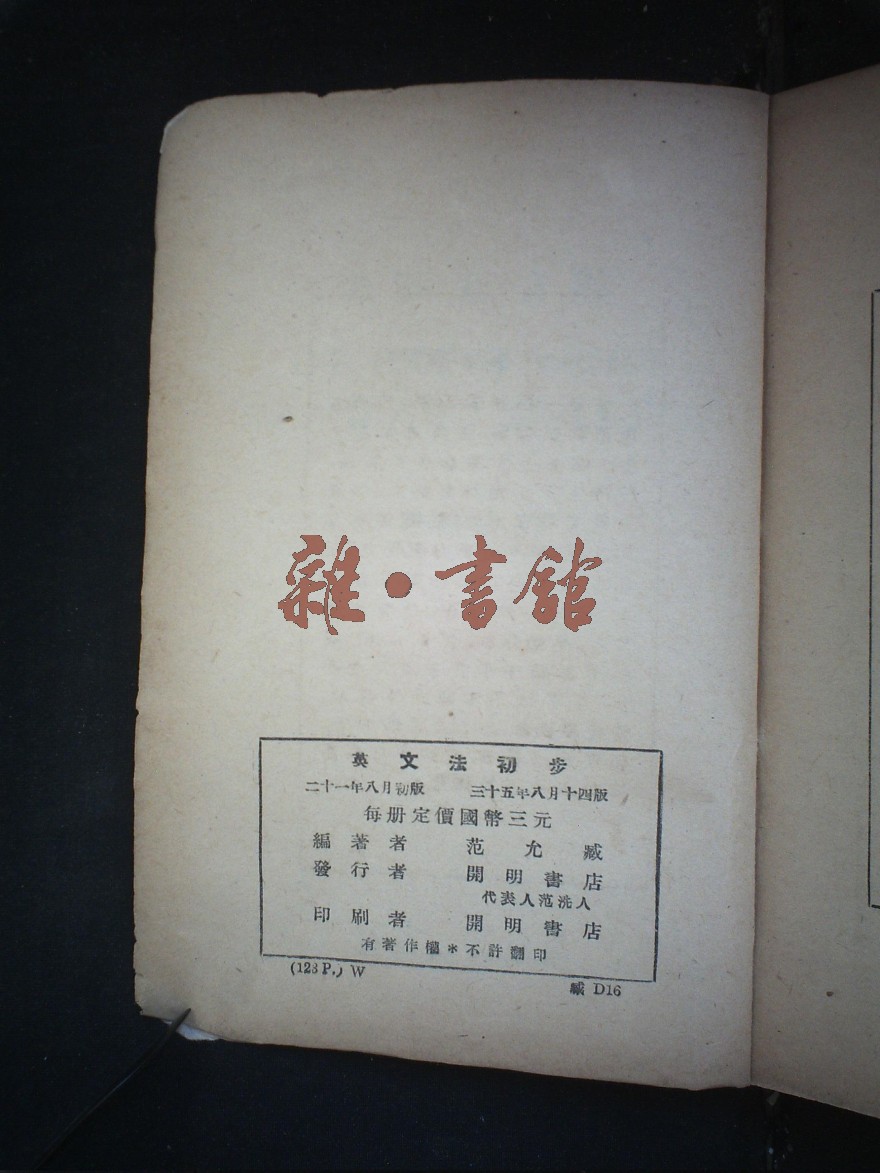 雜·書舘
英文法初步
二十一年八月初版 三十五年八月十四版
每册定價國幣三元
編著者 范允臧
發行者 開明書店
代表人范洗人
印刷者 開明書店
有著作權*不許翻印
(128 P.) W
臧 D16